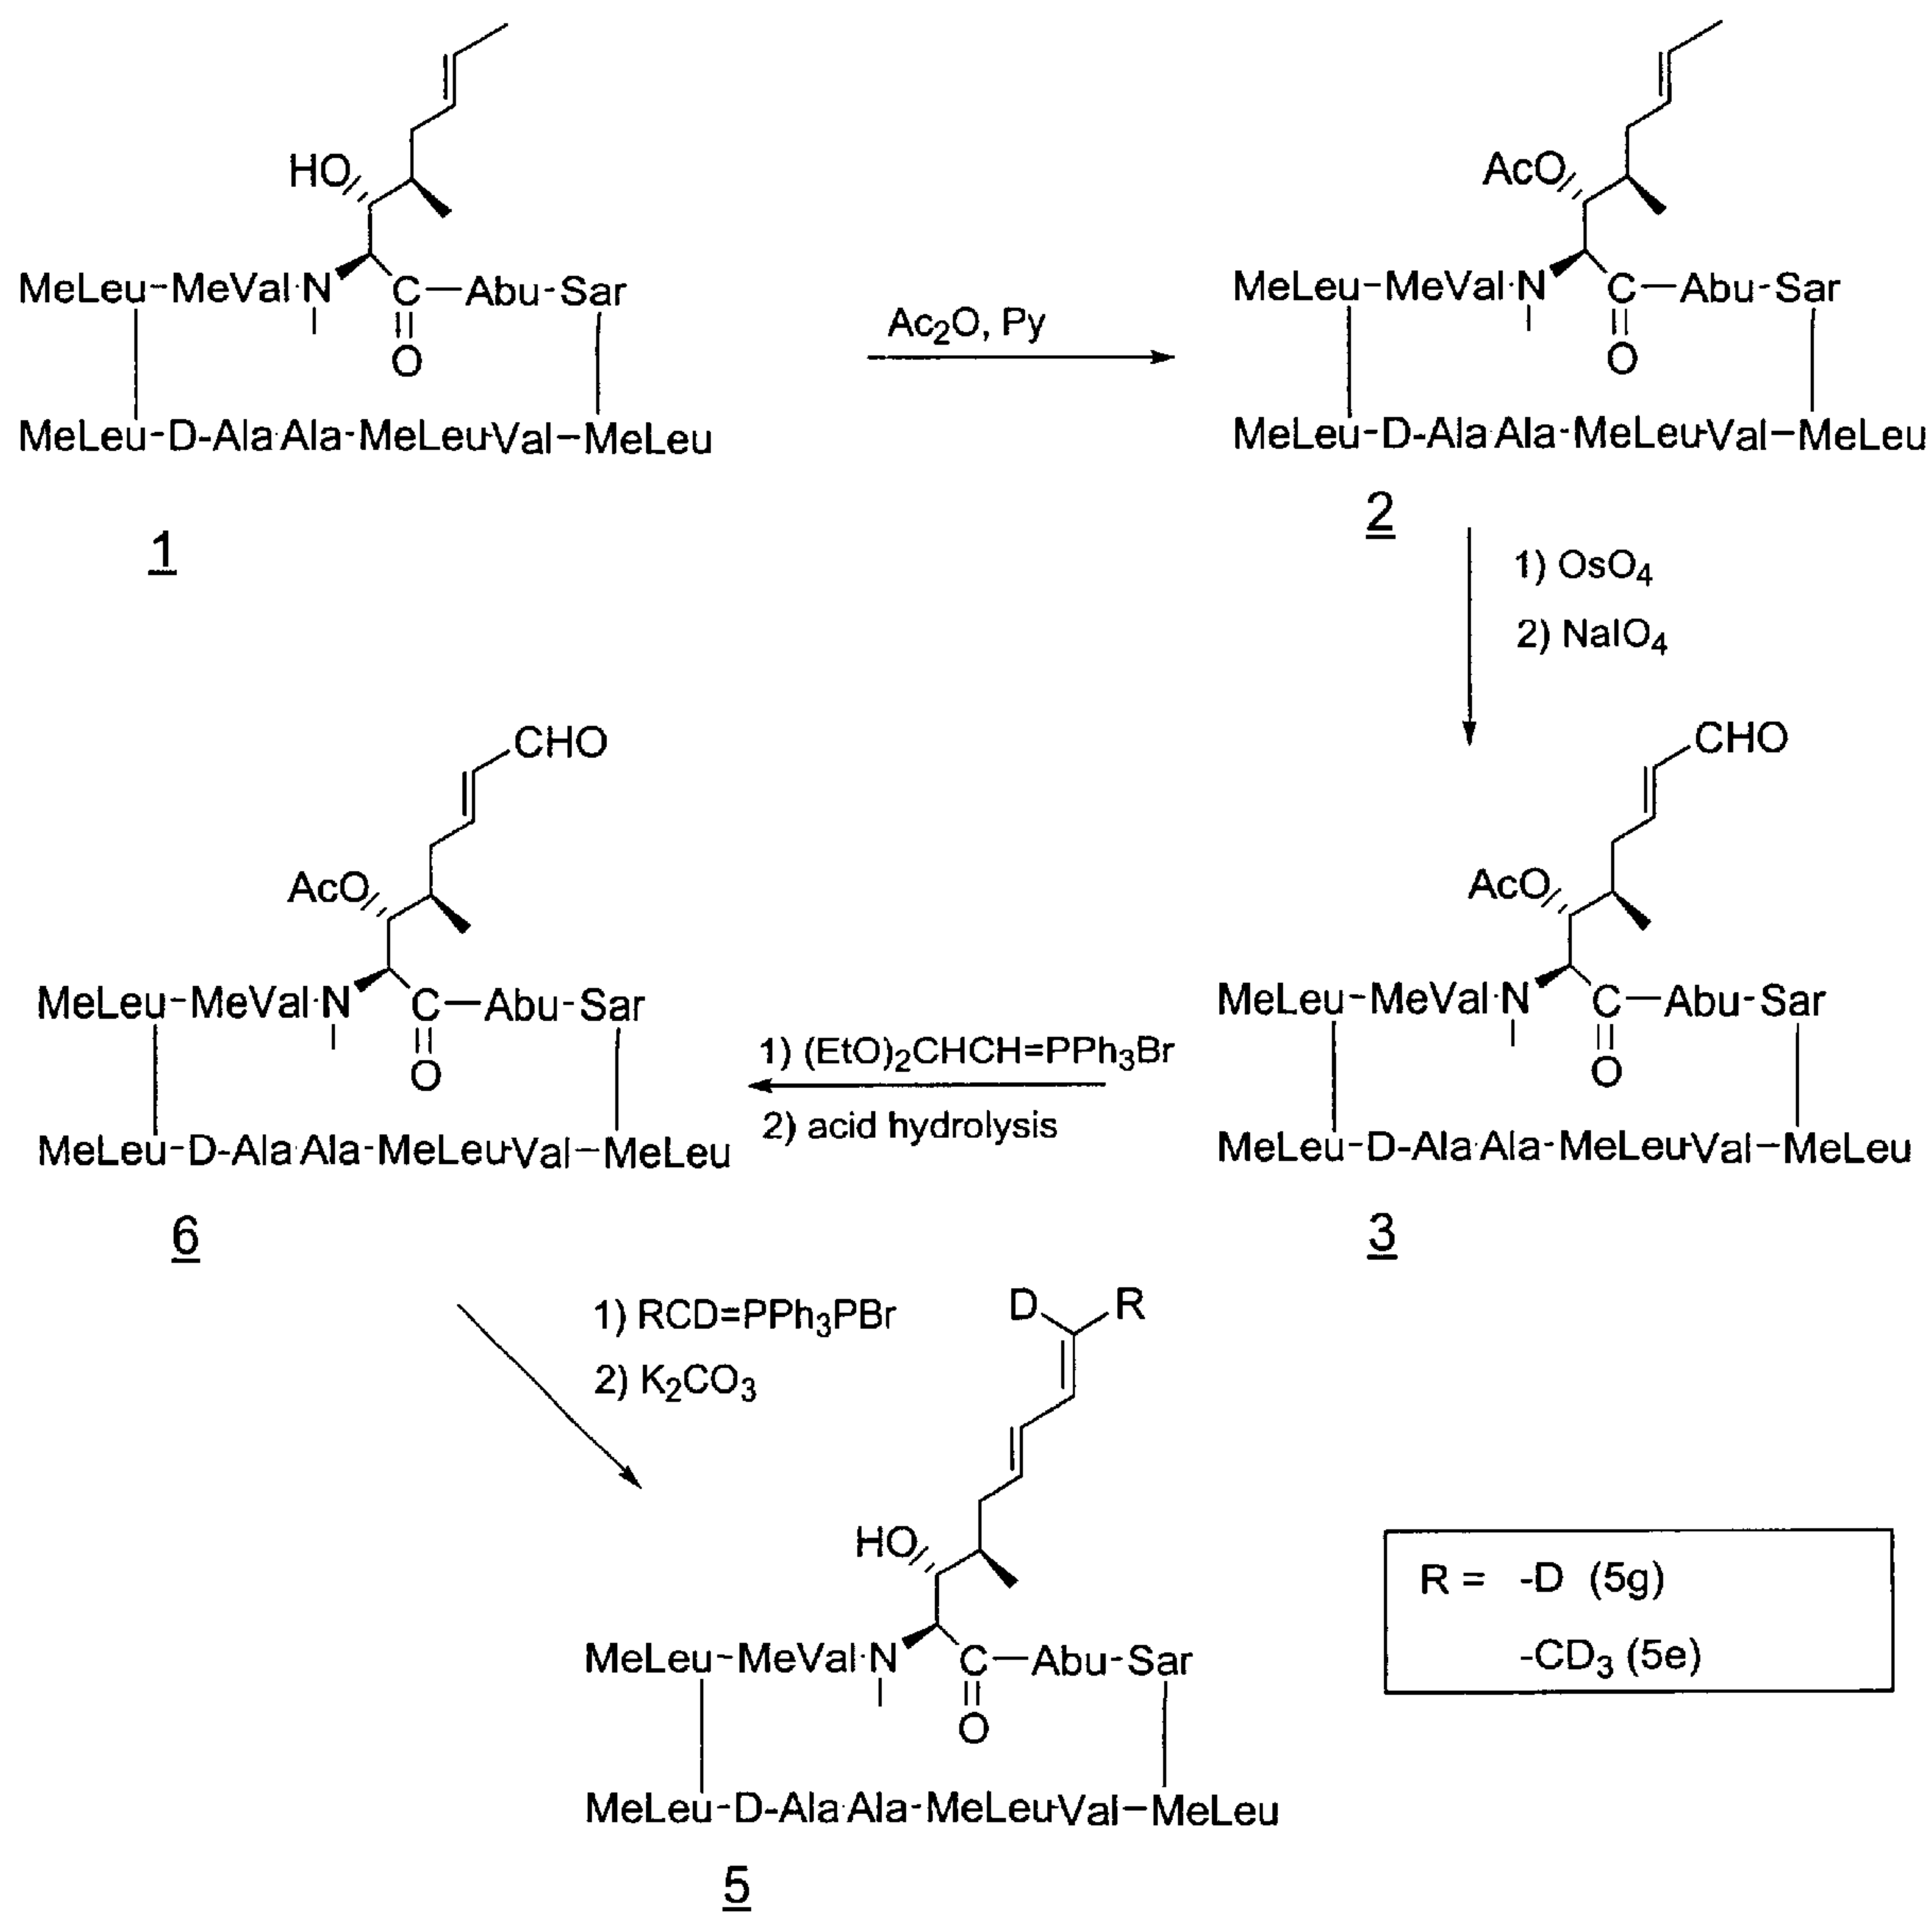 HO
MeLeu-MeVal·N
C—Abu-Sar
O
MeLeu-D-Ala·Ala-MeLeu-Val-MeLeu
1
Ac₂O, Py
AcO
MeLeu-MeVal·N
C—Abu-Sar
O
MeLeu-D-Ala·Ala-MeLeu-Val-MeLeu
2
1) OsO₄
2) NaIO₄
CHO
AcO
MeLeu-MeVal·N
C—Abu-Sar
O
MeLeu-D-Ala·Ala-MeLeu-Val-MeLeu
3
1) (EtO)₂CHCH=PPh₃Br
2) acid hydrolysis
CHO
AcO
MeLeu-MeVal·N
C—Abu-Sar
O
MeLeu-D-Ala·Ala-MeLeu-Val-MeLeu
6
1) RCD=PPh₃PBr
2) K₂CO₃
D R
HO
MeLeu-MeVal·N
C—Abu-Sar
O
MeLeu-D-Ala·Ala-MeLeu-Val-MeLeu
5
R = -D (5g)
-CD₃ (5e)